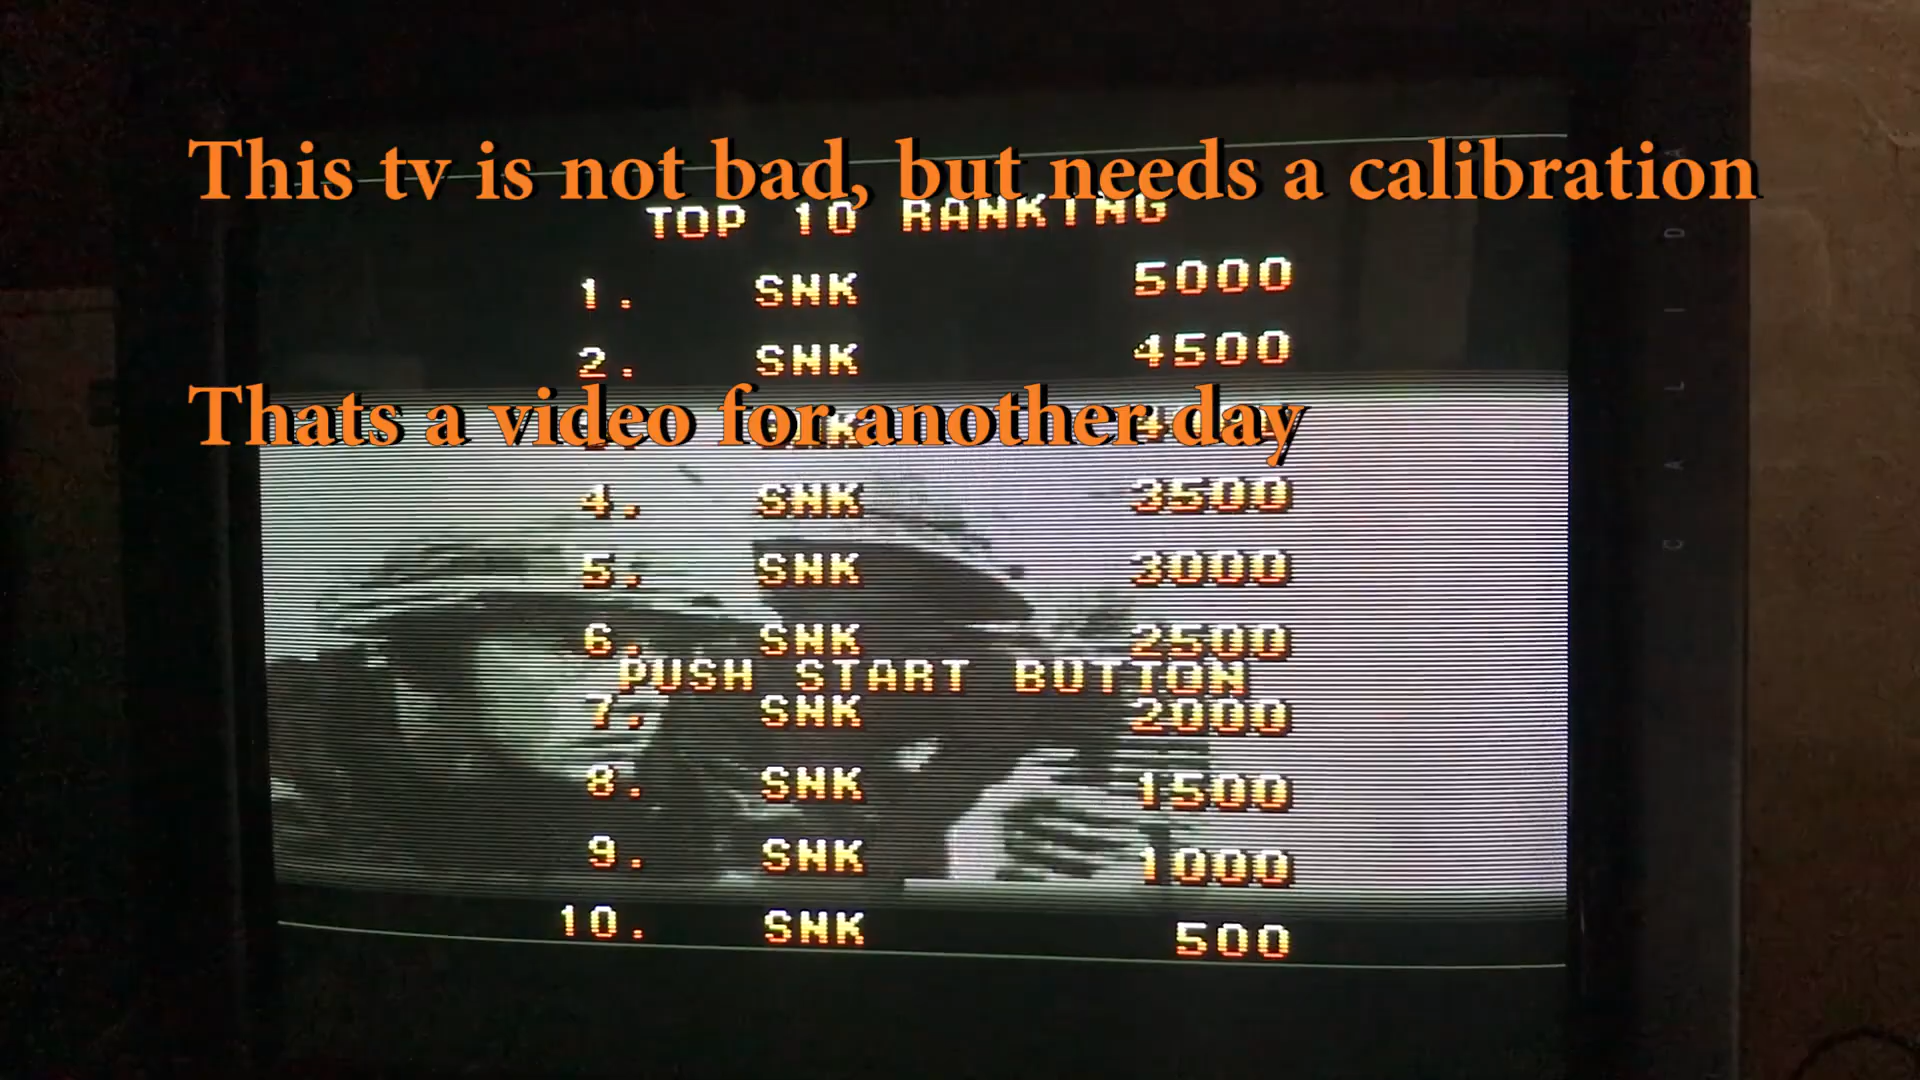 This tv is not bad, but needs a calibration
TOP 10 RANKING
1. SNK 5000
2. SNK 4500
Thats a video for another day
4. SNK 3500
5. SNK 3000
6. SNK 2500
PUSH START BUTTON
7. SNK 2000
8. SNK 1500
9. SNK 1000
10. SNK 500